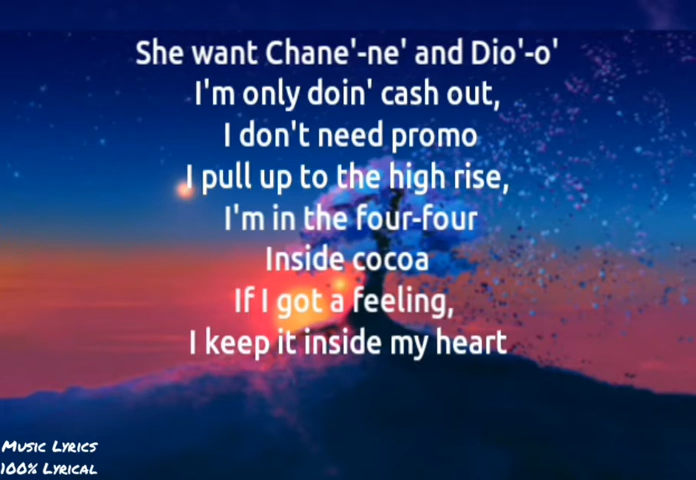 She want Chane'-ne' and Dio'-o'
I'm only doin' cash out,
I don't need promo
I pull up to the high rise,
I'm in the four-four
Inside cocoa
If I got a feeling,
I keep it inside my heart
Music Lyrics
100% Lyrical